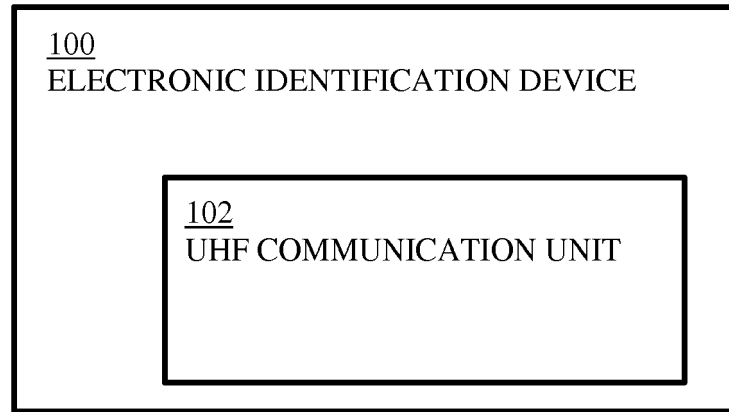 100
ELECTRONIC IDENTIFICATION DEVICE
102
UHF COMMUNICATION UNIT